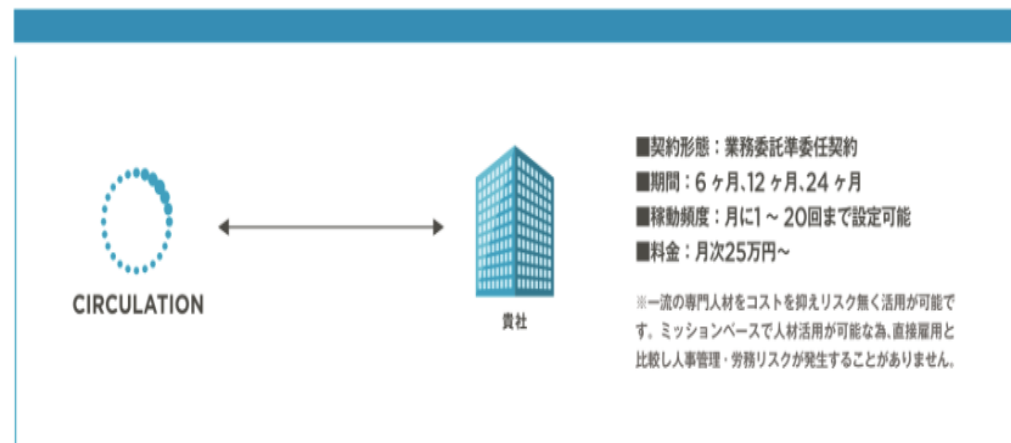 CIRCULATION
貴社
■契約形態：業務委託準委任契約
■期間：6 ヶ月、12 ヶ月、24 ヶ月
■稼動頻度：月に1 ～ 20回まで設定可能
■料金：月次25万円～
※一流の専門人材をコストを抑えリスク無く活用が可能で
す。ミッションベースで人材活用が可能な為、直接雇用と
比較し人事管理・労務リスクが発生することがありません。